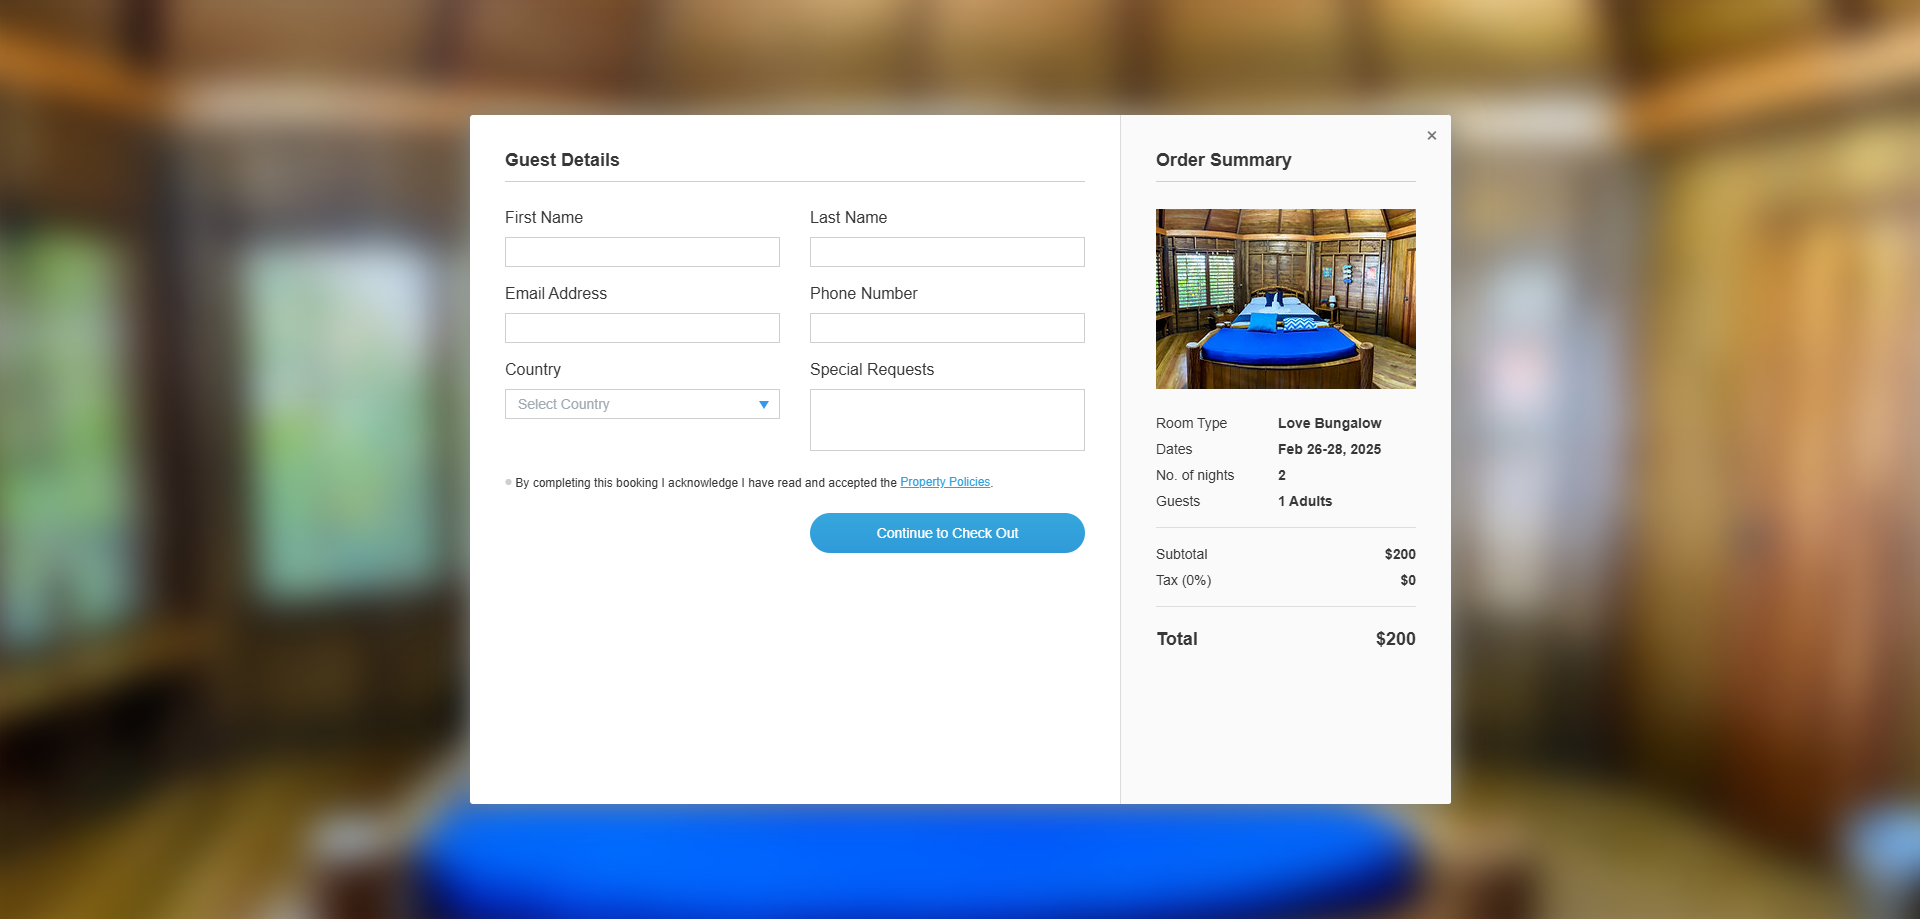 Guest Details
First Name
Last Name
Email Address
Phone Number
Country
Special Requests
Select Country
By completing this booking I acknowledge I have read and accepted the Property Policies.
Continue to Check Out
×
Order Summary
Room Type Love Bungalow
Dates Feb 26-28, 2025
No. of nights 2
Guests 1 Adults
Subtotal $200
Tax (0%) $0
Total $200